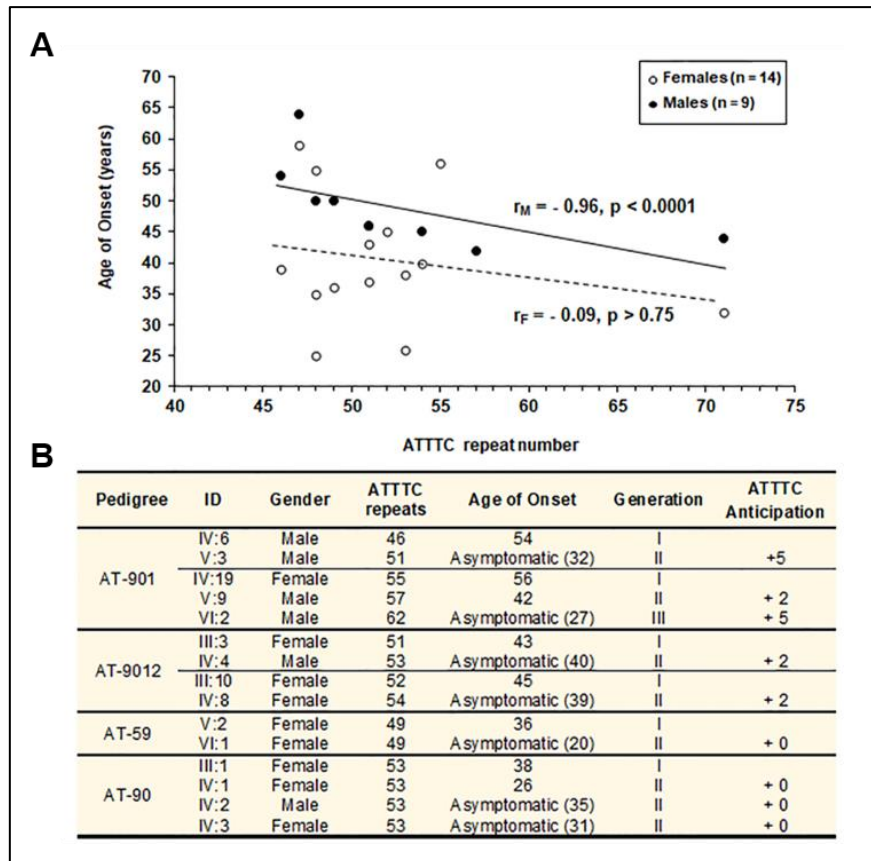 A
Age of Onset (years)
70
65
60
55
50
45
40
35
30
25
20
Females (n = 14)
Males (n = 9)
rM = - 0.96, p < 0.0001
rF = - 0.09, p > 0.75
40 45 50 55 60 65 70 75
ATTTC repeat number
B
Pedigree ID Gender ATTTC repeats Age of Onset Generation ATTTC Anticipation
AT-901
IV:6 Male 46 54 I
V:3 Male 51 Asymptomatic (32) II +5
IV:19 Female 55 56 I
V:9 Male 57 42 II + 2
VI:2 Male 62 Asymptomatic (27) III + 5
AT-9012
III:3 Female 51 43 I
IV:4 Male 53 Asymptomatic (40) II + 2
III:10 Female 52 45 I
IV:8 Female 54 Asymptomatic (39) II + 2
AT-59
V:2 Female 49 36 I
VI:1 Female 49 Asymptomatic (20) II + 0
AT-90
III:1 Female 53 38 I
IV:1 Female 53 26 II + 0
IV:2 Male 53 Asymptomatic (35) II + 0
IV:3 Female 53 Asymptomatic (31) II + 0